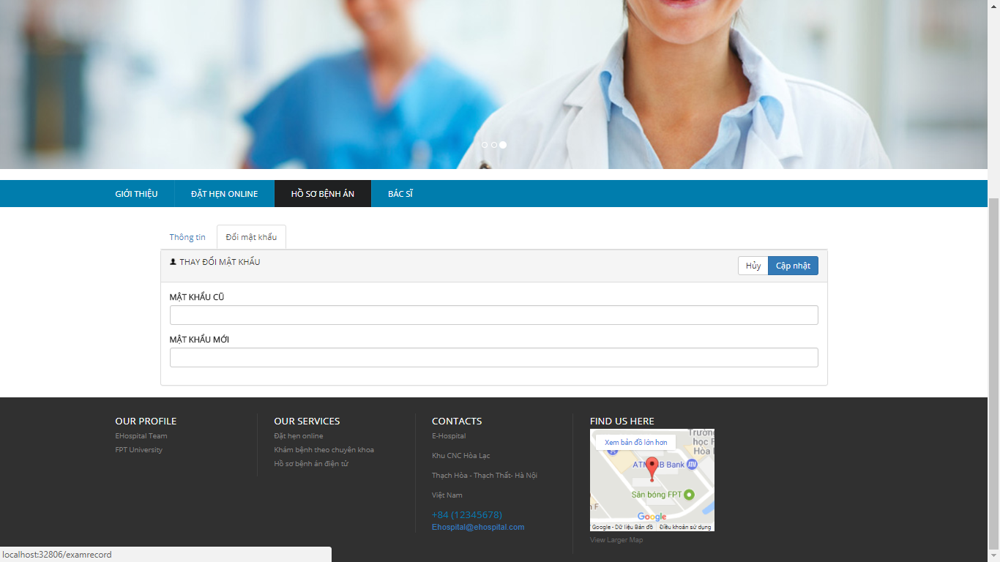 GIỚI THIỆU
ĐẶT HẸN ONLINE
HỒ SƠ BỆNH ÁN
BÁC SĨ
Thông tin
Đổi mật khẩu
THAY ĐỔI MẬT KHẨU
Hủy
Cập nhật
MẬT KHẨU CŨ
MẬT KHẨU MỚI
OUR PROFILE
EHospital Team
FPT University
OUR SERVICES
Đặt hẹn online
Khám bệnh theo chuyên khoa
Hồ sơ bệnh án điện tử
CONTACTS
E-Hospital
Khu CNC Hòa Lạc
Thạch Hòa - Thạch Thất- Hà Nội
Việt Nam
+84 (12345678)
Ehospital@ehospital.com
FIND US HERE
Xem bản đồ lớn hơn
Bank
ATM
Sân bóng FPT
Google
Google - Dữ liệu Bản đồ
Điều khoản sử dụng
View Larger Map
localhost:32806/examrecord